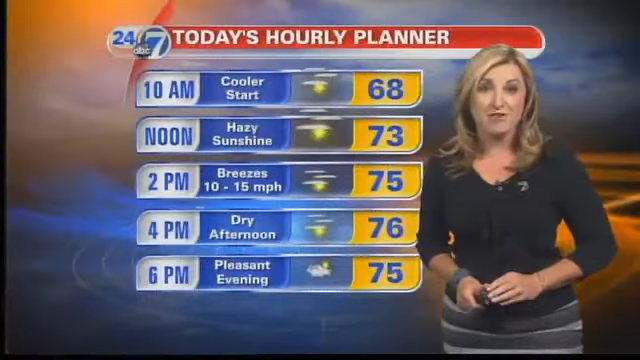 24 abc 7
TODAY'S HOURLY PLANNER
10 AM
Cooler
Start
68
NOON
Hazy
Sunshine
73
2 PM
Breezes
10 - 15 mph
75
4 PM
Dry
Afternoon
76
6 PM
Pleasant
Evening
75